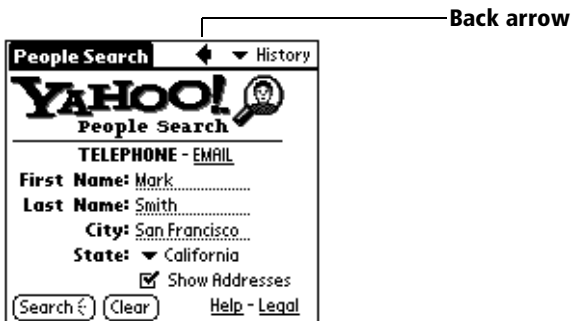 Back arrow
People Search History
YAHOO!
People Search
TELEPHONE - EMAIL
First Name: Mark
Last Name: Smith
City: San Francisco
State: California
Show Addresses
Search Clear Help - Legal